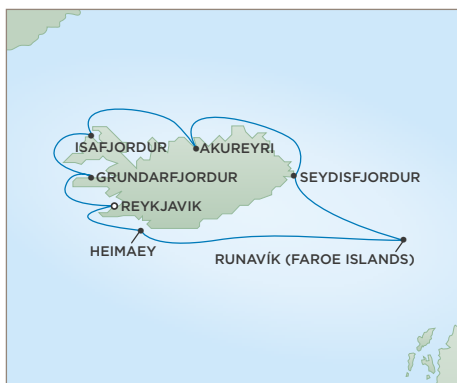 ISAFJORDUR
AKUREYRI
GRUNDARFJORDUR
SEYDISFJORDUR
REYKJAVIK
HEIMAEY
RUNAVÍK (FAROE ISLANDS)